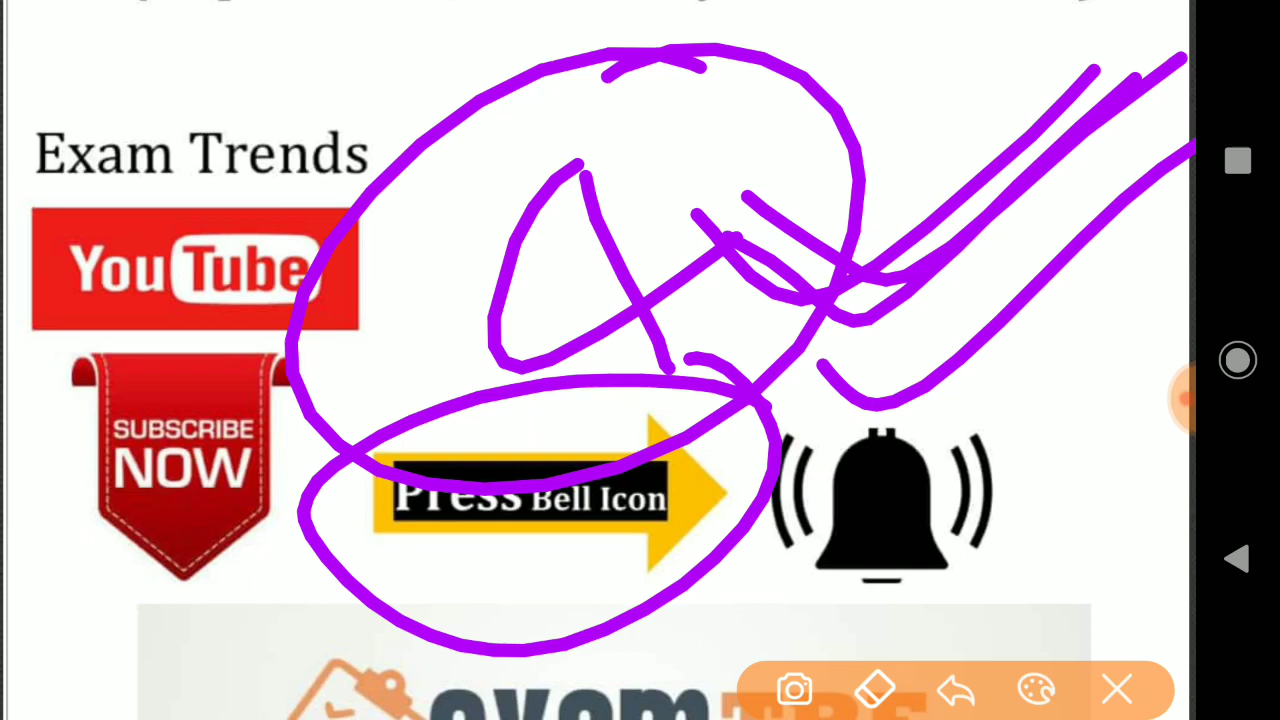 Exam Trends
YouTube
SUBSCRIBE
NOW
Press Bell Icon